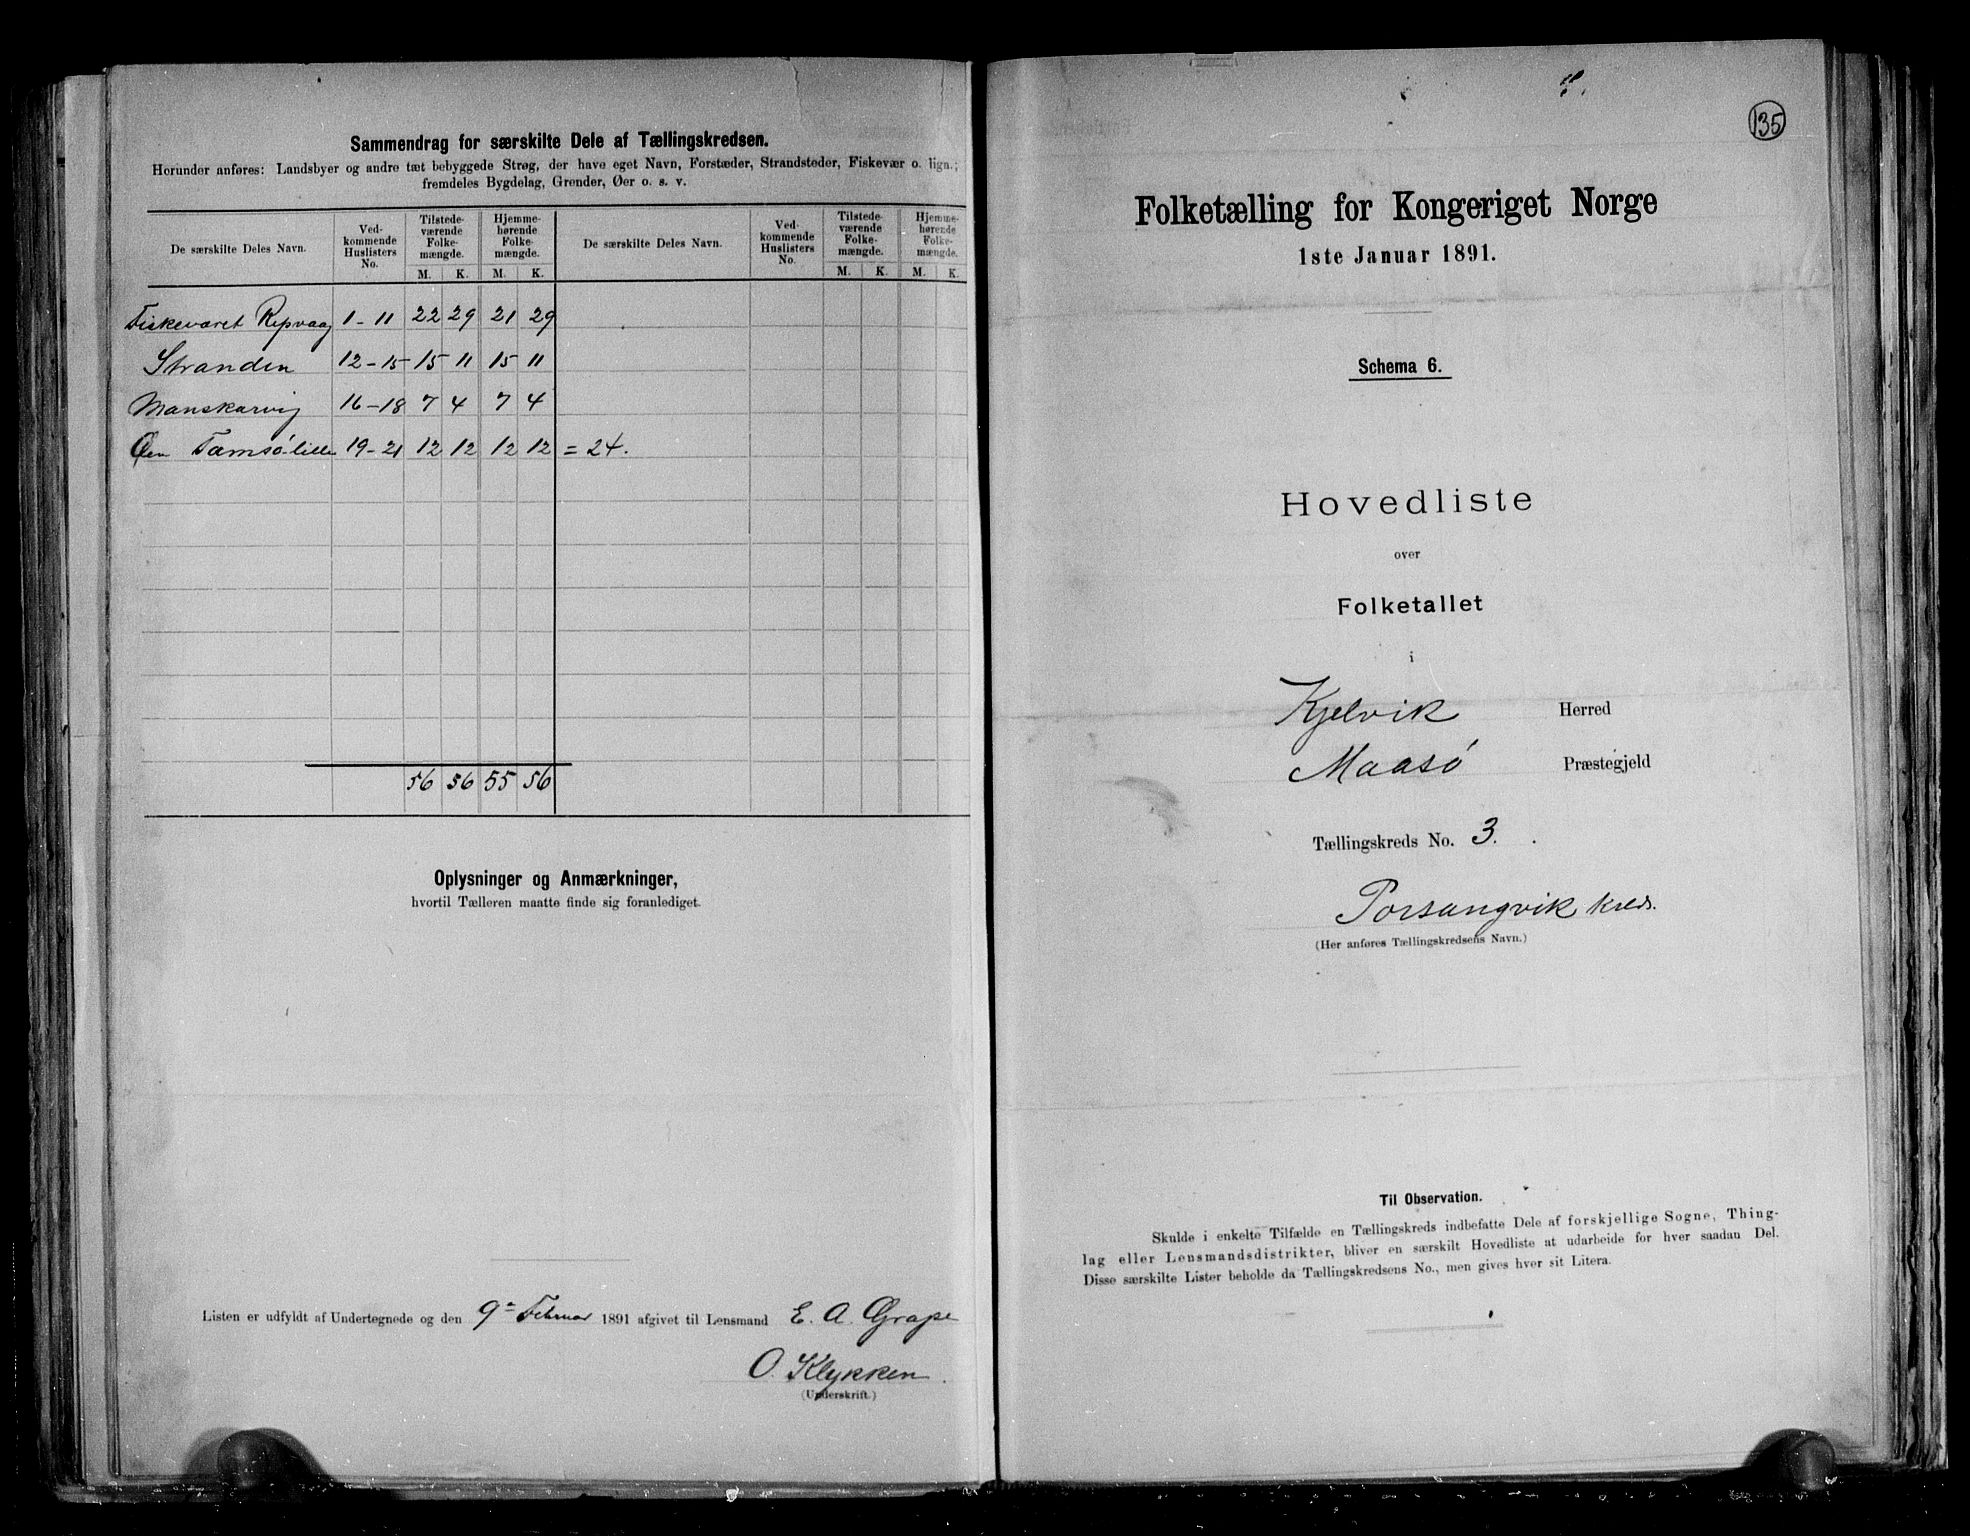 Sammendrag for særskilte Dele af Tællingskredsen.
Herunder anføres: Landsbyer og andre tæt bebyggede Strøg, der have eget Navn, Forstæder, Strandsteder, Fiskevær o. lign.;
fremdeles Bygdelag, Grender, Øer o. s. v.
De særskilte Deles Navn. Ved-kommende Huslisters No. Tilstede-værende Folke-mængde. Hjemme-hørende Folke-mængde. De særskilte Deles Navn. Ved-kommende Huslisters No. Tilstede-værende Folke-mængde. Hjemme-hørende Folke-mængde.
M. K. M. K. M. K. M. K.
Fiskeværet Repvaag 1-11 22 29 21 29
Stranden 12-15 15 11 15 11
Manskarvig 16-18 7 4 7 4
Øen Tamsø lille 19-21 12 12 12 12 = 24.
56 56 55 56
Oplysninger og Anmærkninger,
hvortil Tælleren maatte finde sig foranlediget.
Listen er udfyldt af Undertegnede og den 9de Februar 1891 afgivet til Lensmand E. A. Grape
O. Klykken.
(Underskrift.)
135
Folketælling for Kongeriget Norge
1ste Januar 1891.
Schema 6.
Hovedliste
over
Folketallet
i
Kjelvik Herred
Maasø Præstegjeld
Tællingskreds No. 3.
Porsangvik kreds.
(Her anføres Tællingskredsens Navn.)
Til Observation.
Skulde i enkelte Tilfælde en Tællingskreds indbefatte Dele af forskjellige Sogne, Thing-
lag eller Lensmandsdistrikter, bliver en særskilt Hovedliste at udarbeide for hver saadan Del.
Disse særskilte Lister beholde da Tællingskredsens No., men gives hver sit Litera.